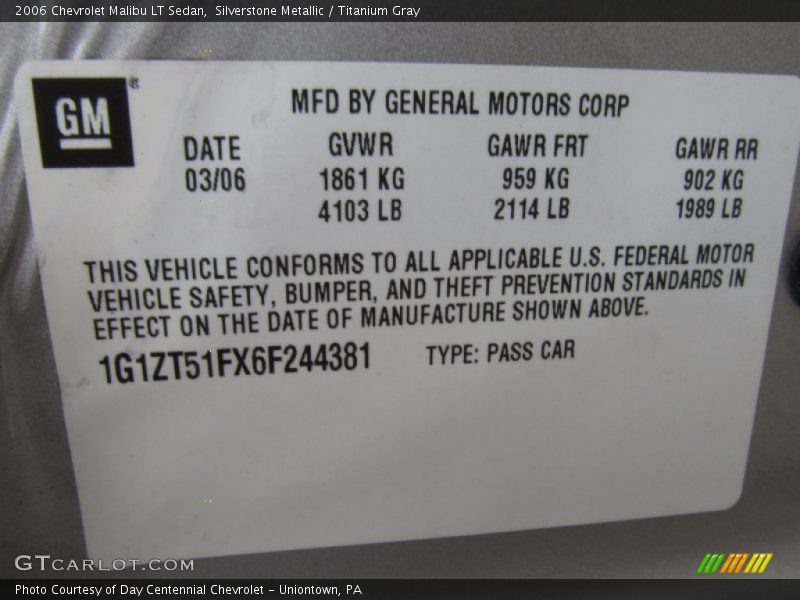 2006 Chevrolet Malibu LT Sedan, Silverstone Metallic / Titanium Gray
GM®
MFD BY GENERAL MOTORS CORP
DATE GVWR GAWR FRT GAWR RR
03/06 1861 KG 959 KG 902 KG
4103 LB 2114 LB 1989 LB
THIS VEHICLE CONFORMS TO ALL APPLICABLE U.S. FEDERAL MOTOR
VEHICLE SAFETY, BUMPER, AND THEFT PREVENTION STANDARDS IN
EFFECT ON THE DATE OF MANUFACTURE SHOWN ABOVE.
1G1ZT51FX6F244381 TYPE: PASS CAR
GTCARLOT.COM
Photo Courtesy of Day Centennial Chevrolet - Uniontown, PA